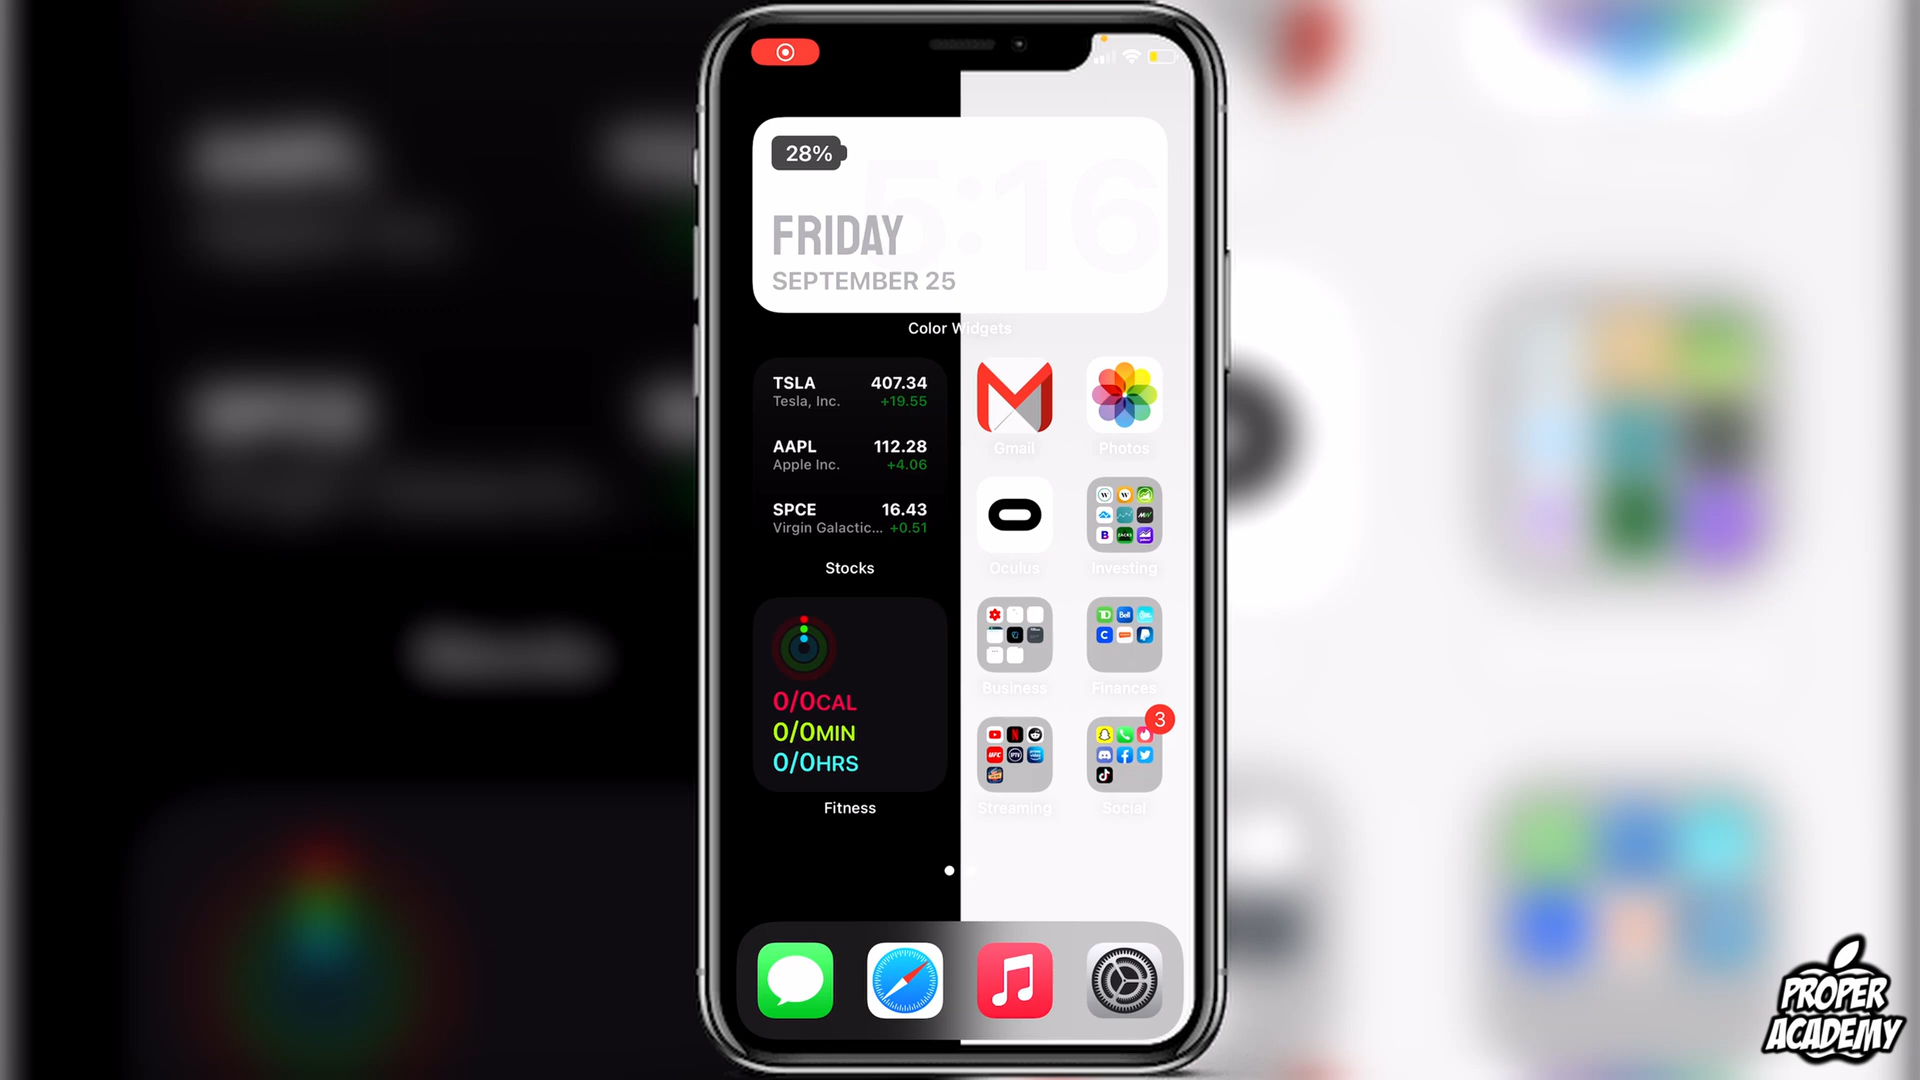 28%
5:16
FRIDAY
SEPTEMBER 25
Color Widgets
TSLA 407.34
Tesla, Inc. +19.55
AAPL 112.28
Apple Inc. +4.06
SPCE 16.43
Virgin Galactic... +0.51
Stocks
Gmail Photos
Oculus Investing
0/0CAL
0/0MIN
0/0HRS
Fitness
Business Finances
3
Streaming Social
PROPER
ACADEMY